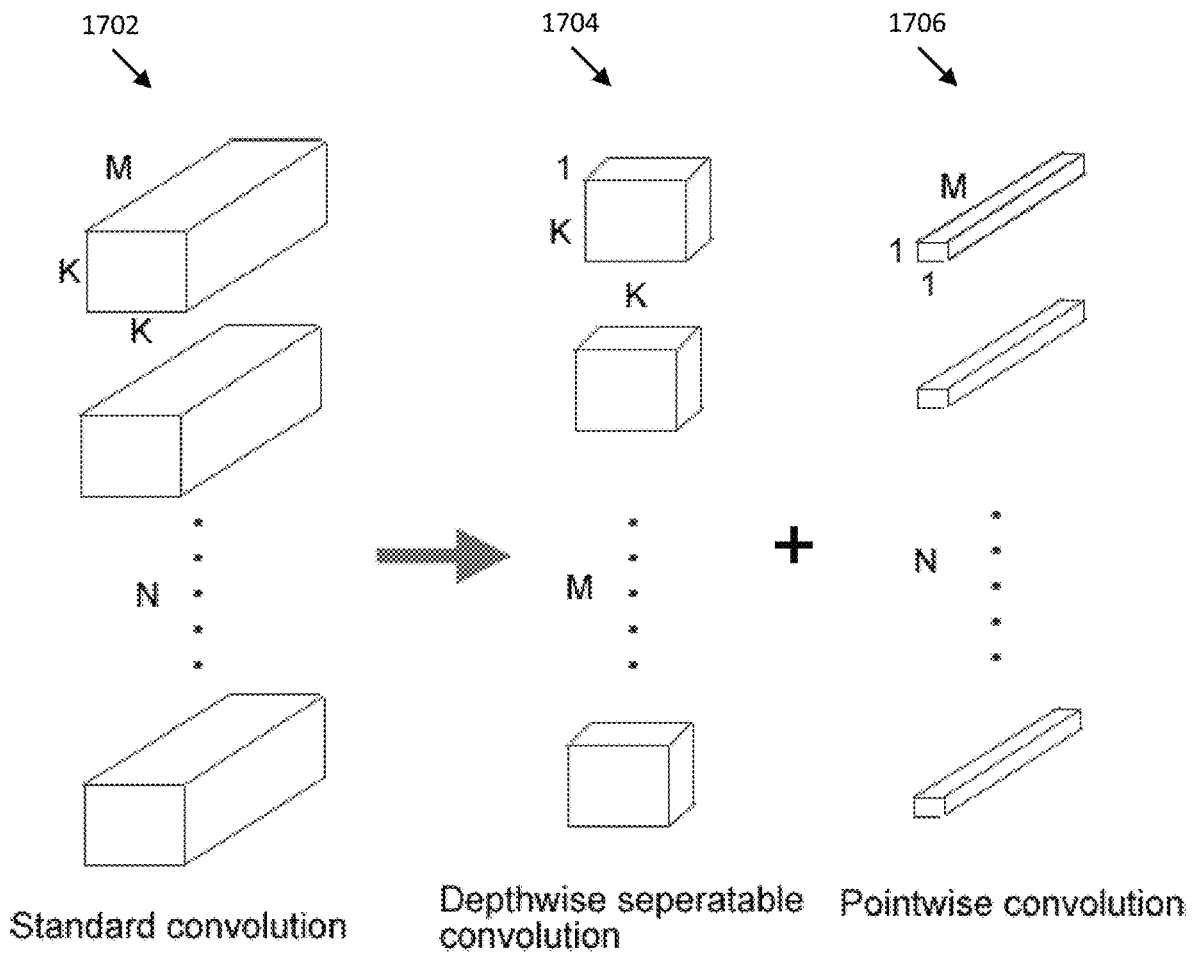 1702
1704
1706
M
K
K
N
1
K
K
M
+
M
1
1
N
Standard convolution
Depthwise seperatable
convolution
Pointwise convolution